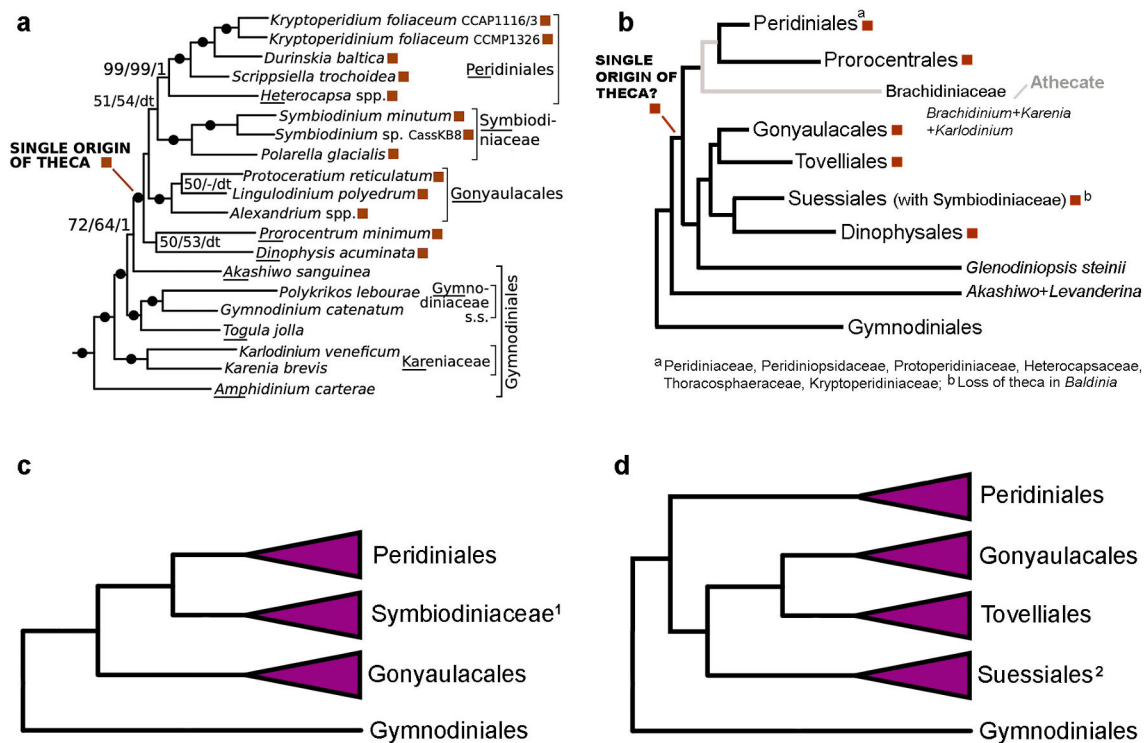 a
Kryptoperidium foliaceum CCAP1116/3
Kryptoperidinium foliaceum CCMP1326
Durinskia baltica
99/99/1
Scrippsiella trochoidea
Peridiniales
51/54/dt
Heterocapsa spp.
Symbiodinium minutum
Symbiodinium sp. CassKB8
Symbiodi-
niaceae
Polarella glacialis
SINGLE ORIGIN
OF THECA
Protoceratium reticulatum
50/-/dt
Lingulodinium polyedrum
Gonyaulacales
Alexandrium spp.
72/64/1
Prorocentrum minimum
50/53/dt
Dinophysis acuminata
Akashiwo sanguinea
Polykrikos lebourae
Gymno-
diniaceae
s.s.
Gymnodinium catenatum
Togula jolla
Karlodinium veneficum
Kareniaceae
Karenia brevis
Amphidinium carterae
Gymnodiniales
b
Peridiniales a
SINGLE
ORIGIN OF
THECA?
Prorocentrales
Athecate
Brachidiniaceae
Brachidinium+Karenia
+Karlodinium
Gonyaulacales
Tovelliales
Suessiales (with Symbiodiniaceae) b
Dinophysales
Glenodiniopsis steinii
Akashiwo+Levanderina
Gymnodiniales
a Peridiniaceae, Peridiniopsidaceae, Protoperidiniaceae, Heterocapsaceae,
Thoracosphaeraceae, Kryptoperidiniaceae; b Loss of theca in Baldinia
c
Peridiniales
Symbiodiniaceae¹
Gonyaulacales
Gymnodiniales
d
Peridiniales
Gonyaulacales
Tovelliales
Suessiales²
Gymnodiniales